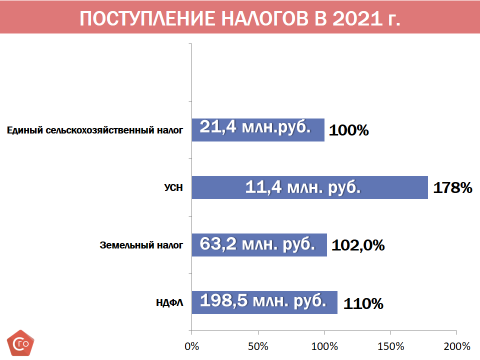 ПОСТУПЛЕНИЕ НАЛОГОВ В 2021 г.
Единый сельскохозяйственный налог 21,4 млн.руб. 100%
УСН 11,4 млн. руб. 178%
Земельный налог 63,2 млн. руб. 102,0%
НДФЛ 198,5 млн. руб. 110%
0% 50% 100% 150% 200%
СГО